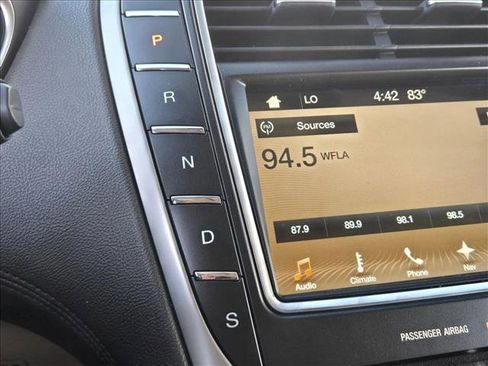 P
R
N
D
S
LO 4:42 83°
Sources
94.5 WFLA
87.9 89.9 98.1 98.5
Audio Climate Phone Nav
PASSENGER AIRBAG